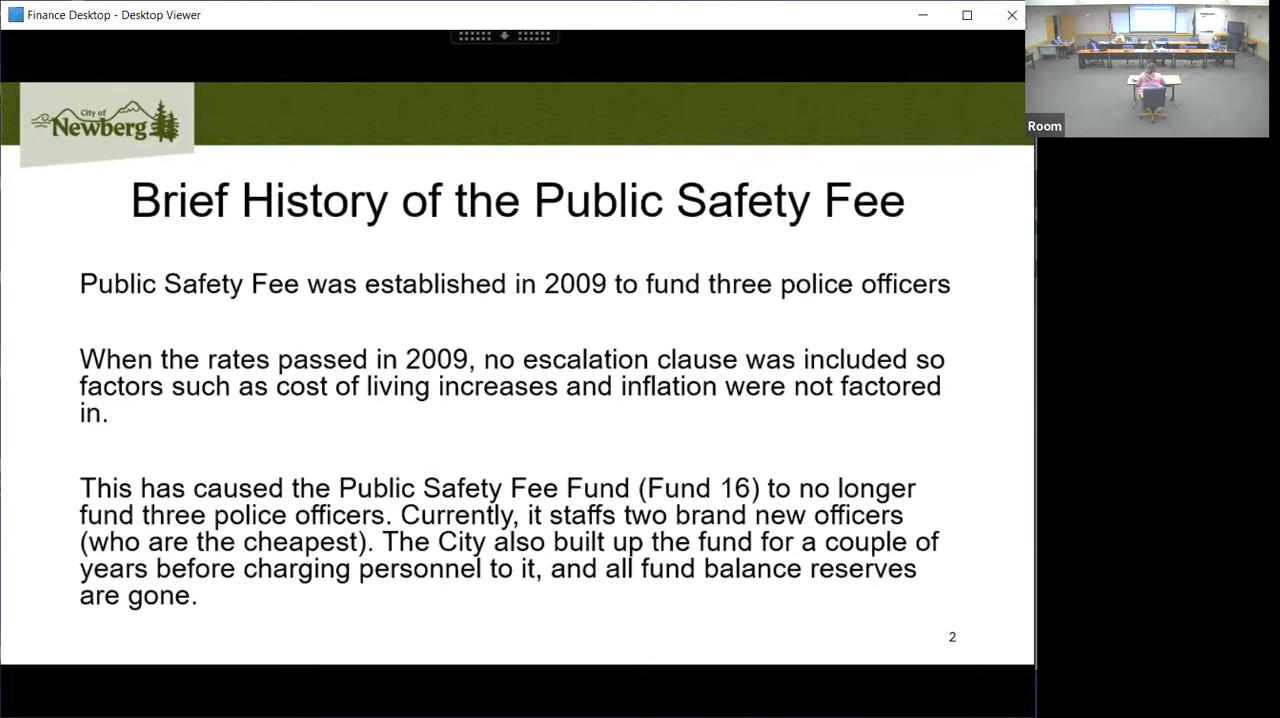 Finance Desktop - Desktop Viewer
City of
Newberg
Room
Brief History of the Public Safety Fee
Public Safety Fee was established in 2009 to fund three police officers
When the rates passed in 2009, no escalation clause was included so
factors such as cost of living increases and inflation were not factored
in.
This has caused the Public Safety Fee Fund (Fund 16) to no longer
fund three police officers. Currently, it staffs two brand new officers
(who are the cheapest). The City also built up the fund for a couple of
years before charging personnel to it, and all fund balance reserves
are gone.
2